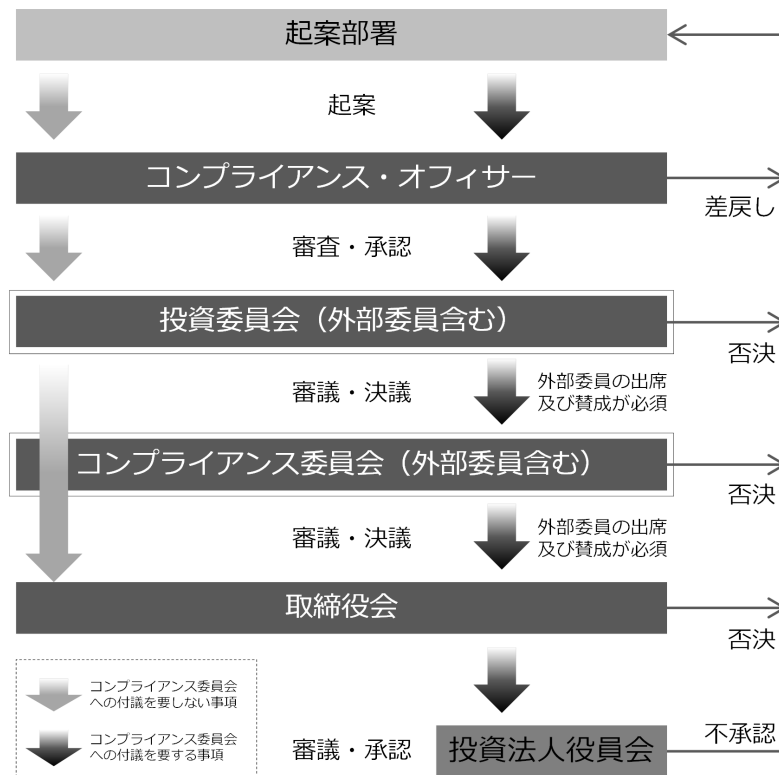 起案部署
起案
コンプライアンス・オフィサー
差戻し
審査・承認
投資委員会（外部委員含む）
否決
審議・決議
外部委員の出席
及び賛成が必須
コンプライアンス委員会（外部委員含む）
否決
審議・決議
外部委員の出席
及び賛成が必須
取締役会
否決
コンプライアンス委員会
への付議を要しない事項
コンプライアンス委員会
への付議を要する事項
審議・承認
投資法人役員会
不承認